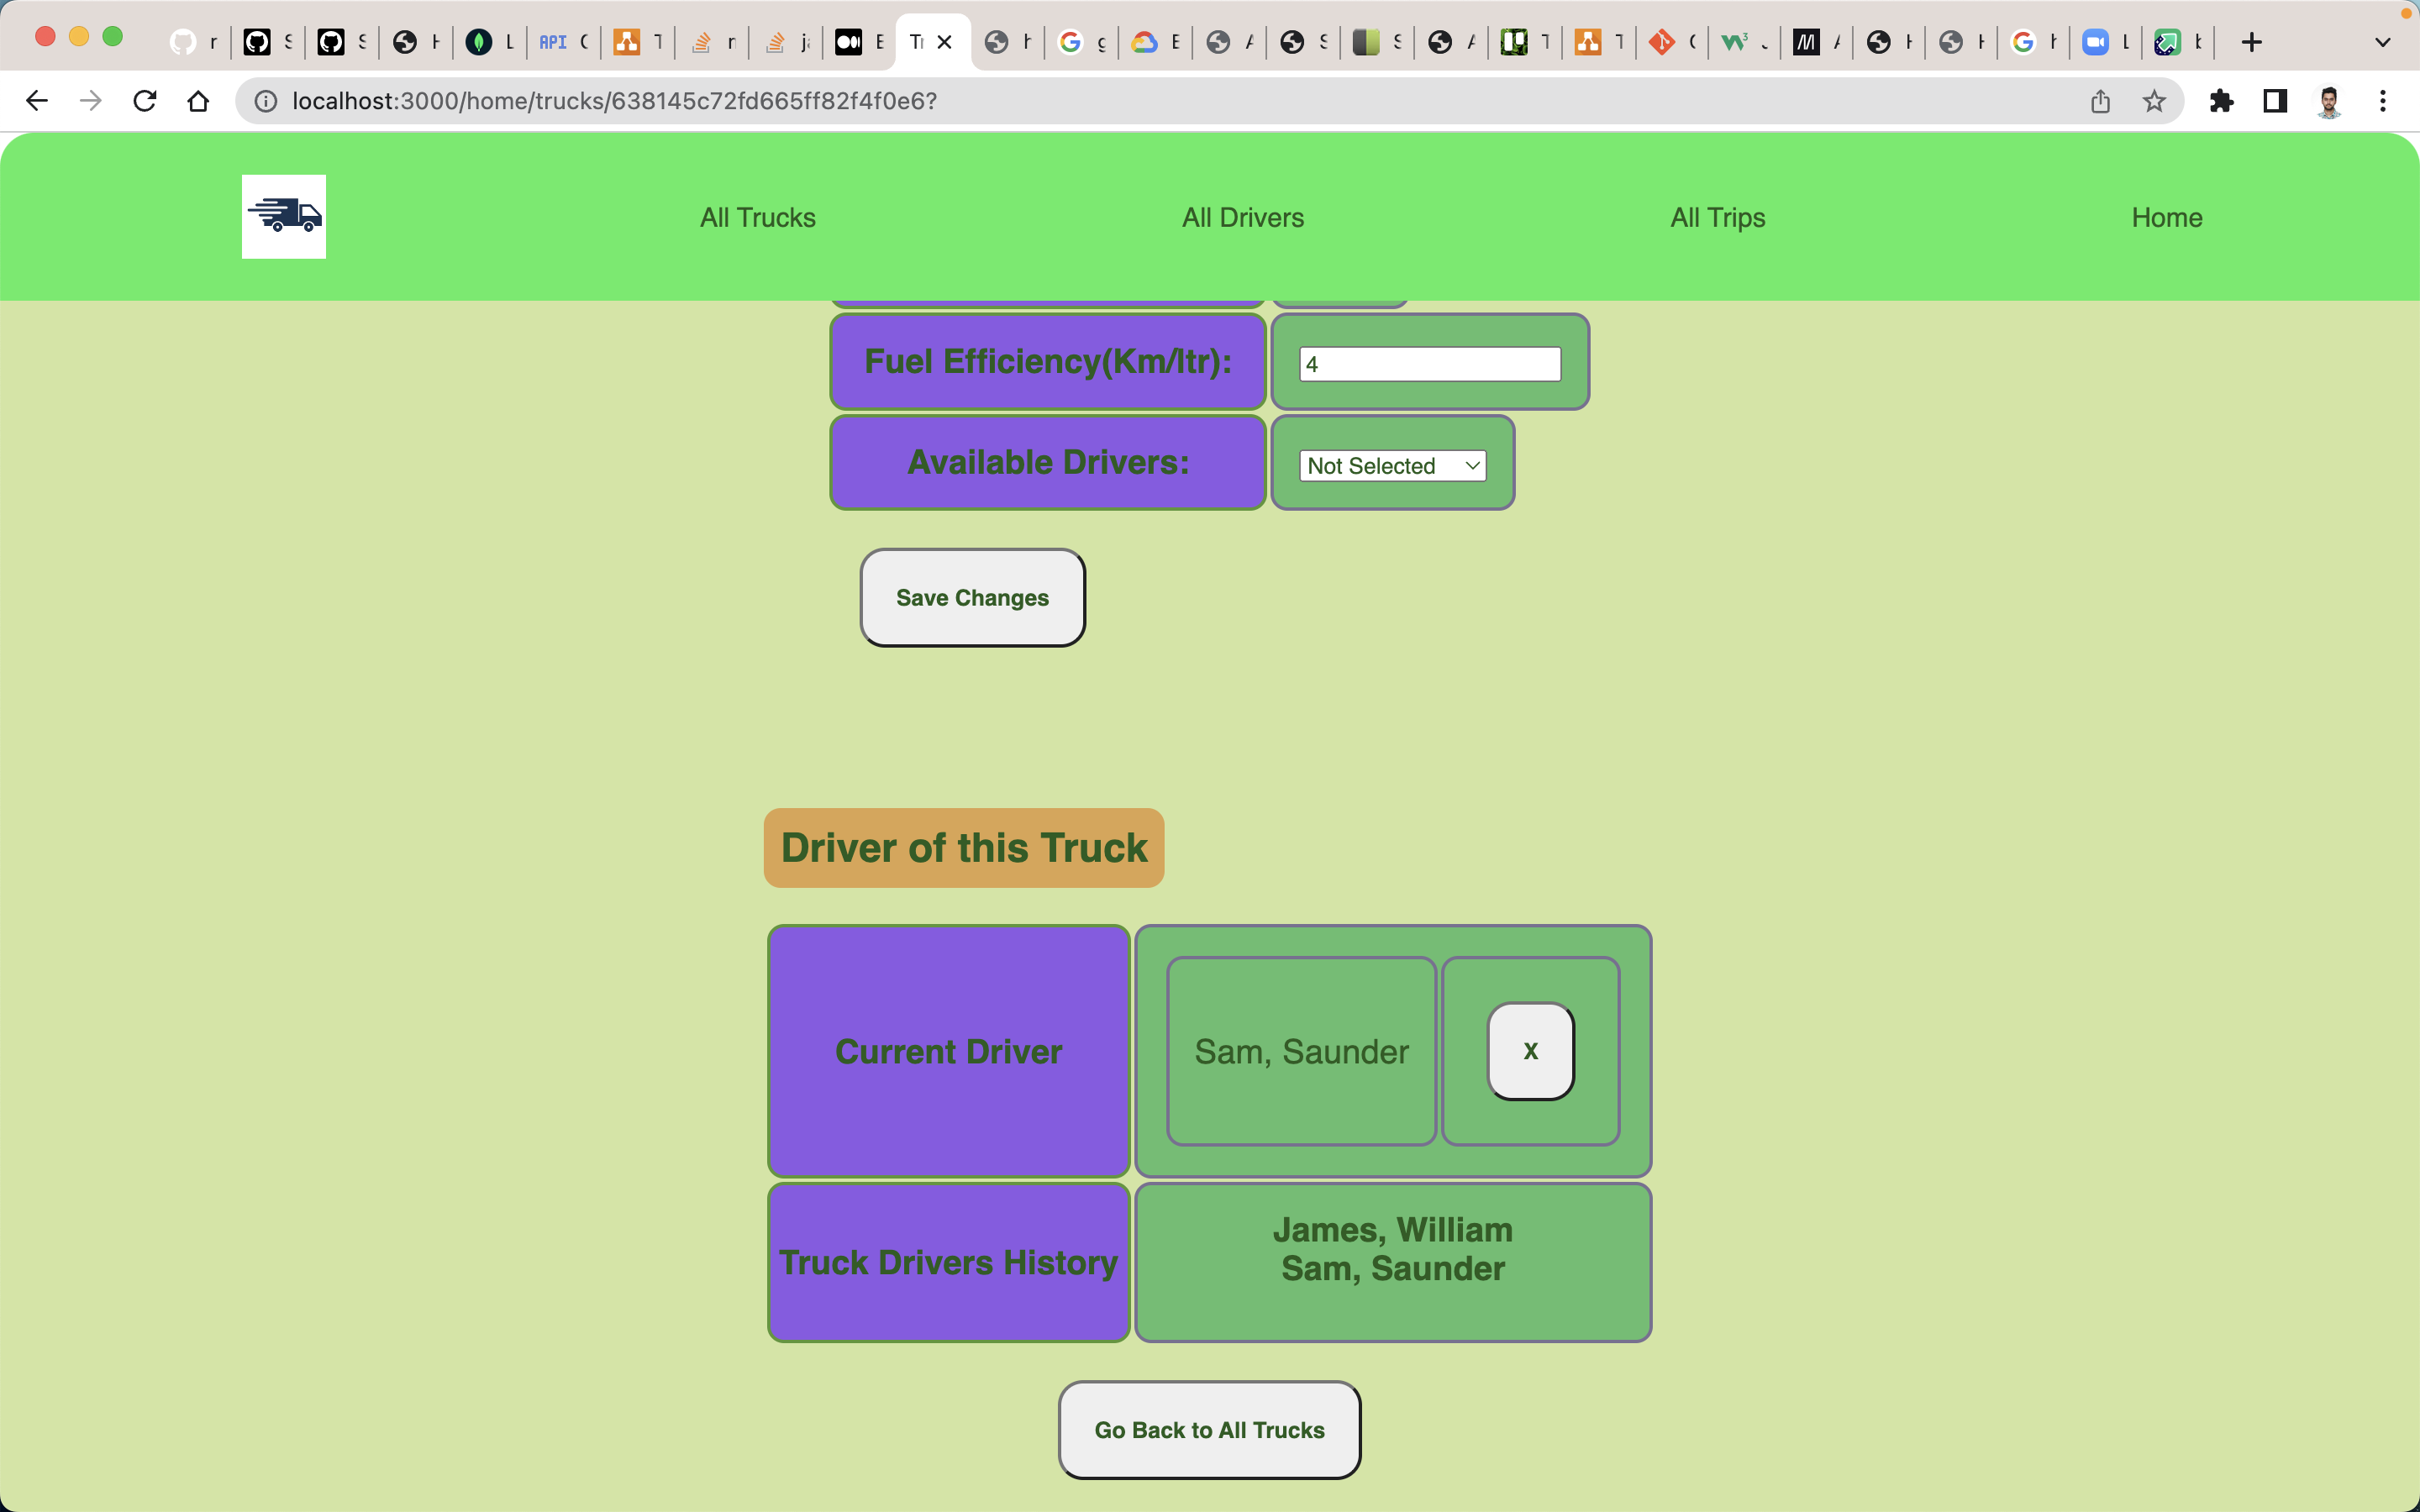 localhost:3000/home/trucks/638145c72fd665ff82f4f0e6?
All Trucks
All Drivers
All Trips
Home
Fuel Efficiency(Km/ltr):
4
Available Drivers:
Not Selected
Save Changes
Driver of this Truck
Current Driver
Sam, Saunder
x
Truck Drivers History
James, William
Sam, Saunder
Go Back to All Trucks